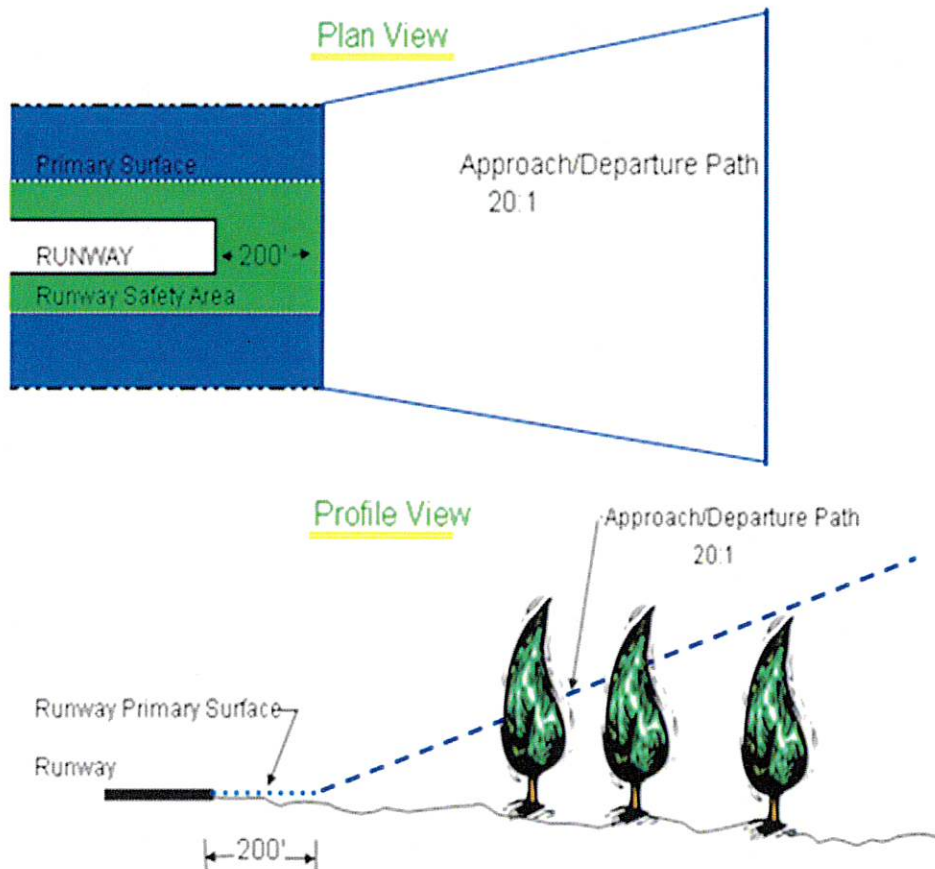 Plan View
Primary Surface
Approach/Departure Path
20:1
RUNWAY
200'
Runway Safety Area
Profile View
Approach/Departure Path
20:1
Runway Primary Surface
Runway
200'